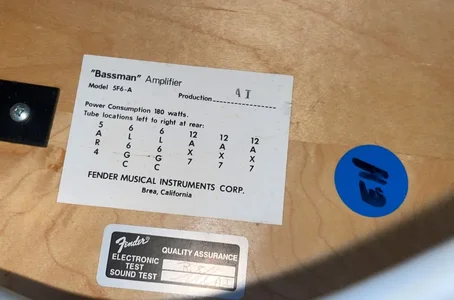 "Bassman" Amplifier
Model 5F6-A
Production A I
Power Consumption 180 watts.
Tube locations left to right at rear:
5 6 6 12 12 12
A L L A A A
R 6 6 X X X
4 G G 7 7 7
C C
FENDER MUSICAL INSTRUMENTS CORP.
Brea, California
Fender
QUALITY ASSURANCE
ELECTRONIC
TEST
SOUND TEST